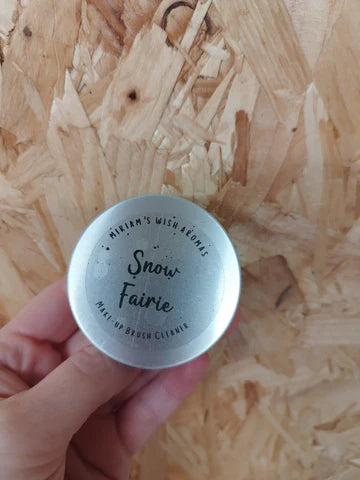 Miriam's Wish Aromas
Snow
Fairie
Make-up Brush Cleaner